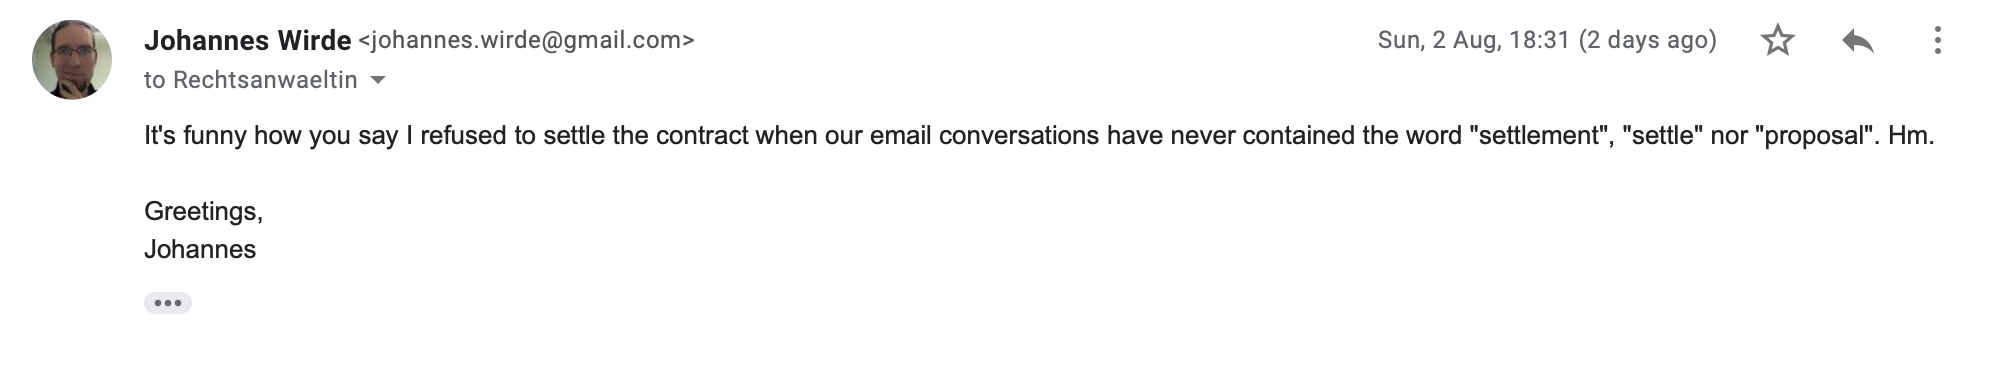 Johannes Wirde <johannes.wirde@gmail.com> Sun, 2 Aug, 18:31 (2 days ago)
to Rechtsanwaeltin
It's funny how you say I refused to settle the contract when our email conversations have never contained the word "settlement", "settle" nor "proposal". Hm.
Greetings,
Johannes